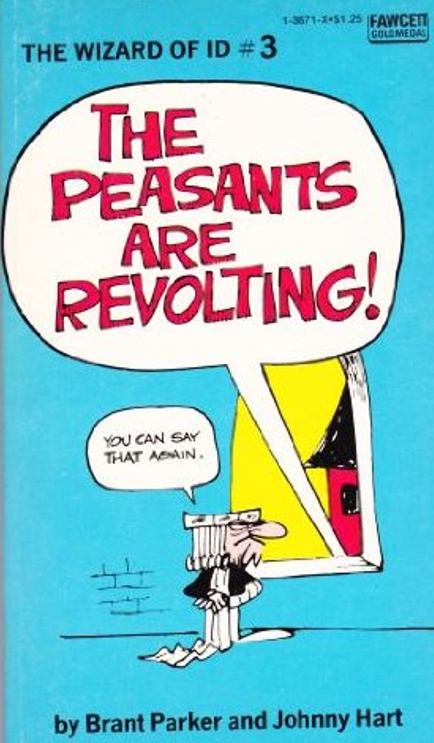 1-3671-X•$1.25
FAWCETT
GOLD MEDAL
THE WIZARD OF ID #3
THE
PEASANTS
ARE
REVOLTING!
YOU CAN SAY
THAT AGAIN.
by Brant Parker and Johnny Hart